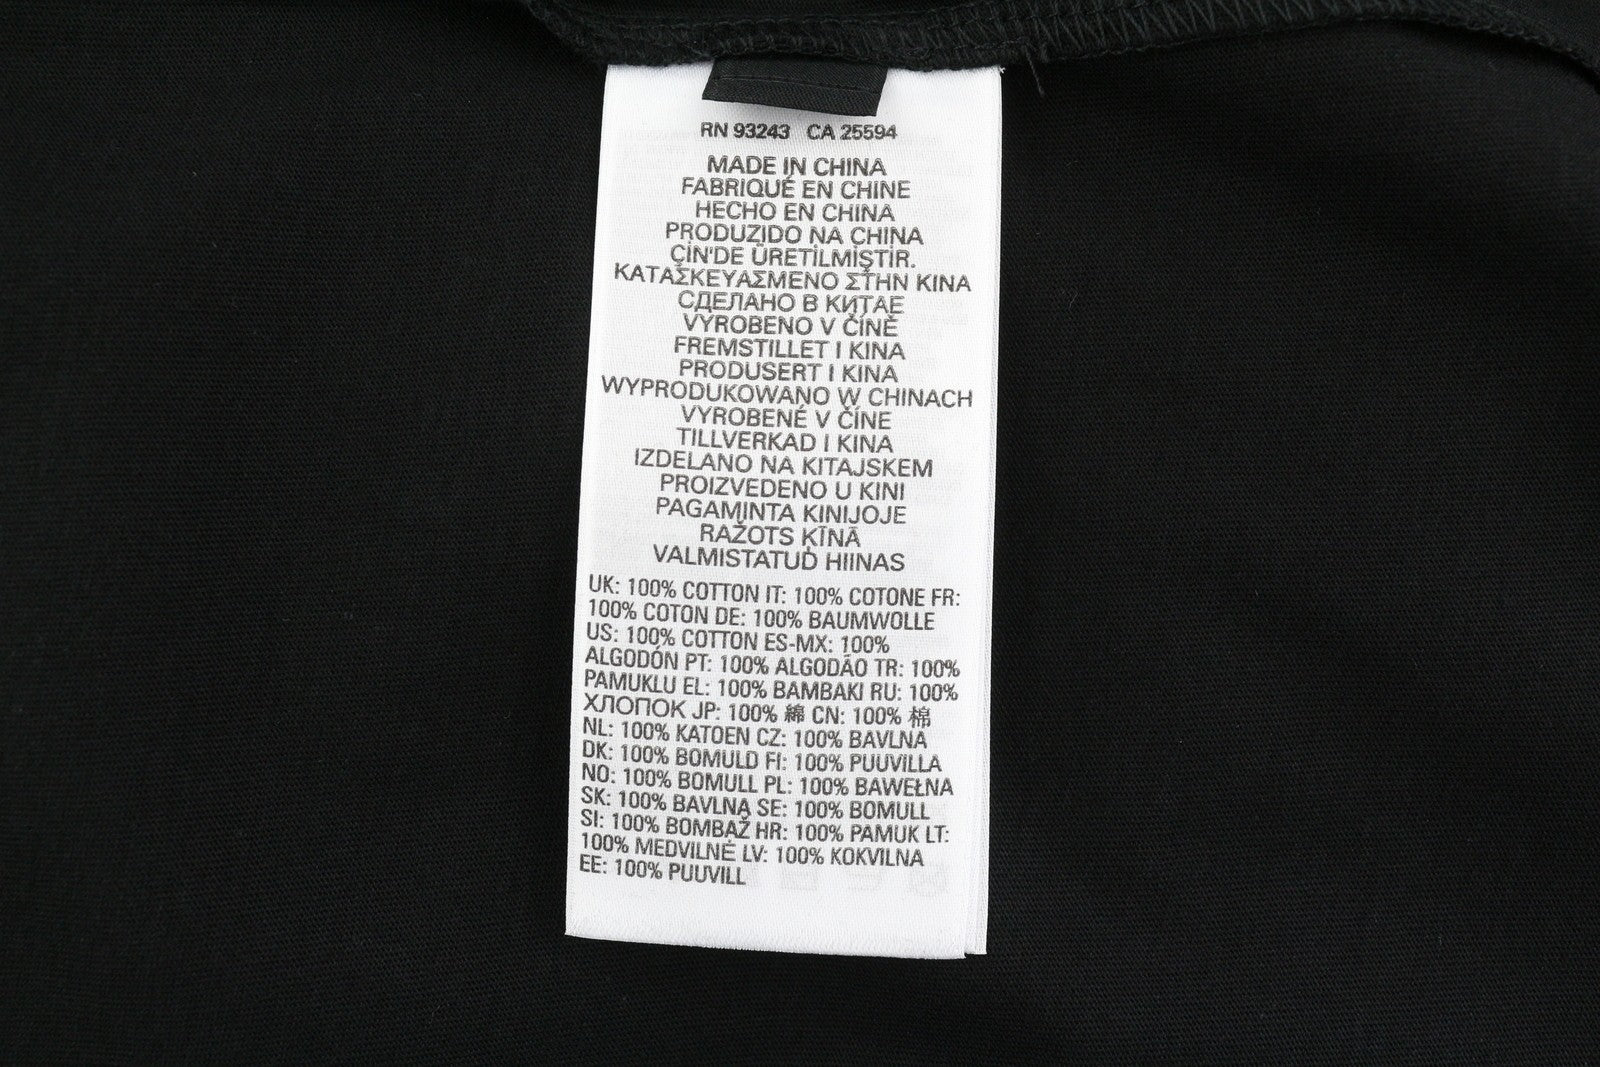 RN 93243 CA 25594
MADE IN CHINA
FABRIQUÉ EN CHINE
HECHO EN CHINA
PRODUZIDO NA CHINA
ÇİN'DE ÜRETİLMİŞTİR.
ΚΑΤΑΣΚΕΥΑΣΜΕΝΟ ΣΤΗΝ ΚΙΝΑ
СДЕЛАНО В КИТАЕ
VYROBENO V ČÍNĚ
FREMSTILLET I KINA
PRODUSERT I KINA
WYPRODUKOWANO W CHINACH
VYROBENÉ V ČÍNE
TILLVERKAD I KINA
IZDELANO NA KITAJSKEM
PROIZVEDENO U KINI
PAGAMINTA KINIJOJE
RAŽOTS ĶĪNĀ
VALMISTATUD HIINAS
UK: 100% COTTON IT: 100% COTONE FR:
100% COTON DE: 100% BAUMWOLLE
US: 100% COTTON ES-MX: 100%
ALGODÓN PT: 100% ALGODÃO TR: 100%
PAMUKLU EL: 100% ΒΑΜΒΑΚΙ RU: 100%
ХЛОПОК JP: 100% 綿 CN: 100% 棉
NL: 100% KATOEN CZ: 100% BAVLNA
DK: 100% BOMULD FI: 100% PUUVILLA
NO: 100% BOMULL PL: 100% BAWEŁNA
SK: 100% BAVLNA SE: 100% BOMULL
SI: 100% BOMBAŽ HR: 100% PAMUK LT:
100% MEDVILNĖ LV: 100% KOKVILNA
EE: 100% PUUVILL